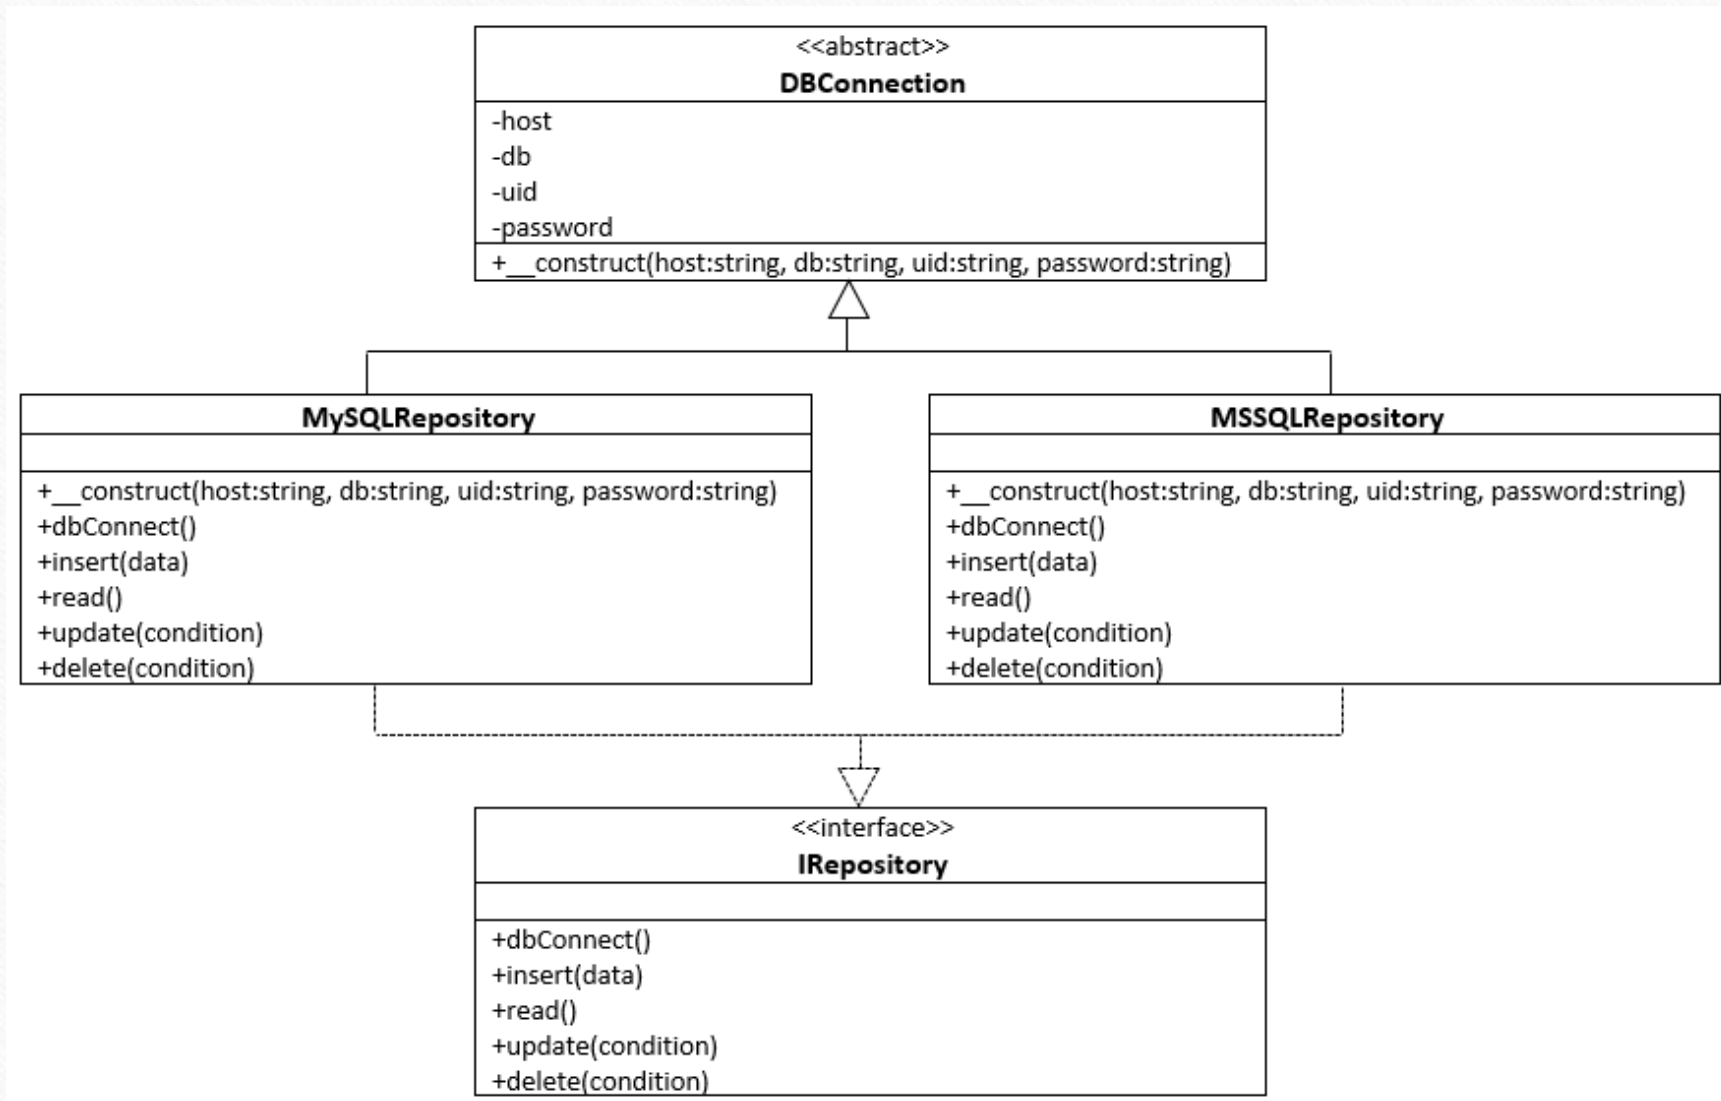 <<abstract>>
DBConnection
-host
-db
-uid
-password
+__construct(host:string, db:string, uid:string, password:string)
MySQLRepository
+__construct(host:string, db:string, uid:string, password:string)
+dbConnect()
+insert(data)
+read()
+update(condition)
+delete(condition)
MSSQLRepository
+__construct(host:string, db:string, uid:string, password:string)
+dbConnect()
+insert(data)
+read()
+update(condition)
+delete(condition)
<<interface>>
IRepository
+dbConnect()
+insert(data)
+read()
+update(condition)
+delete(condition)